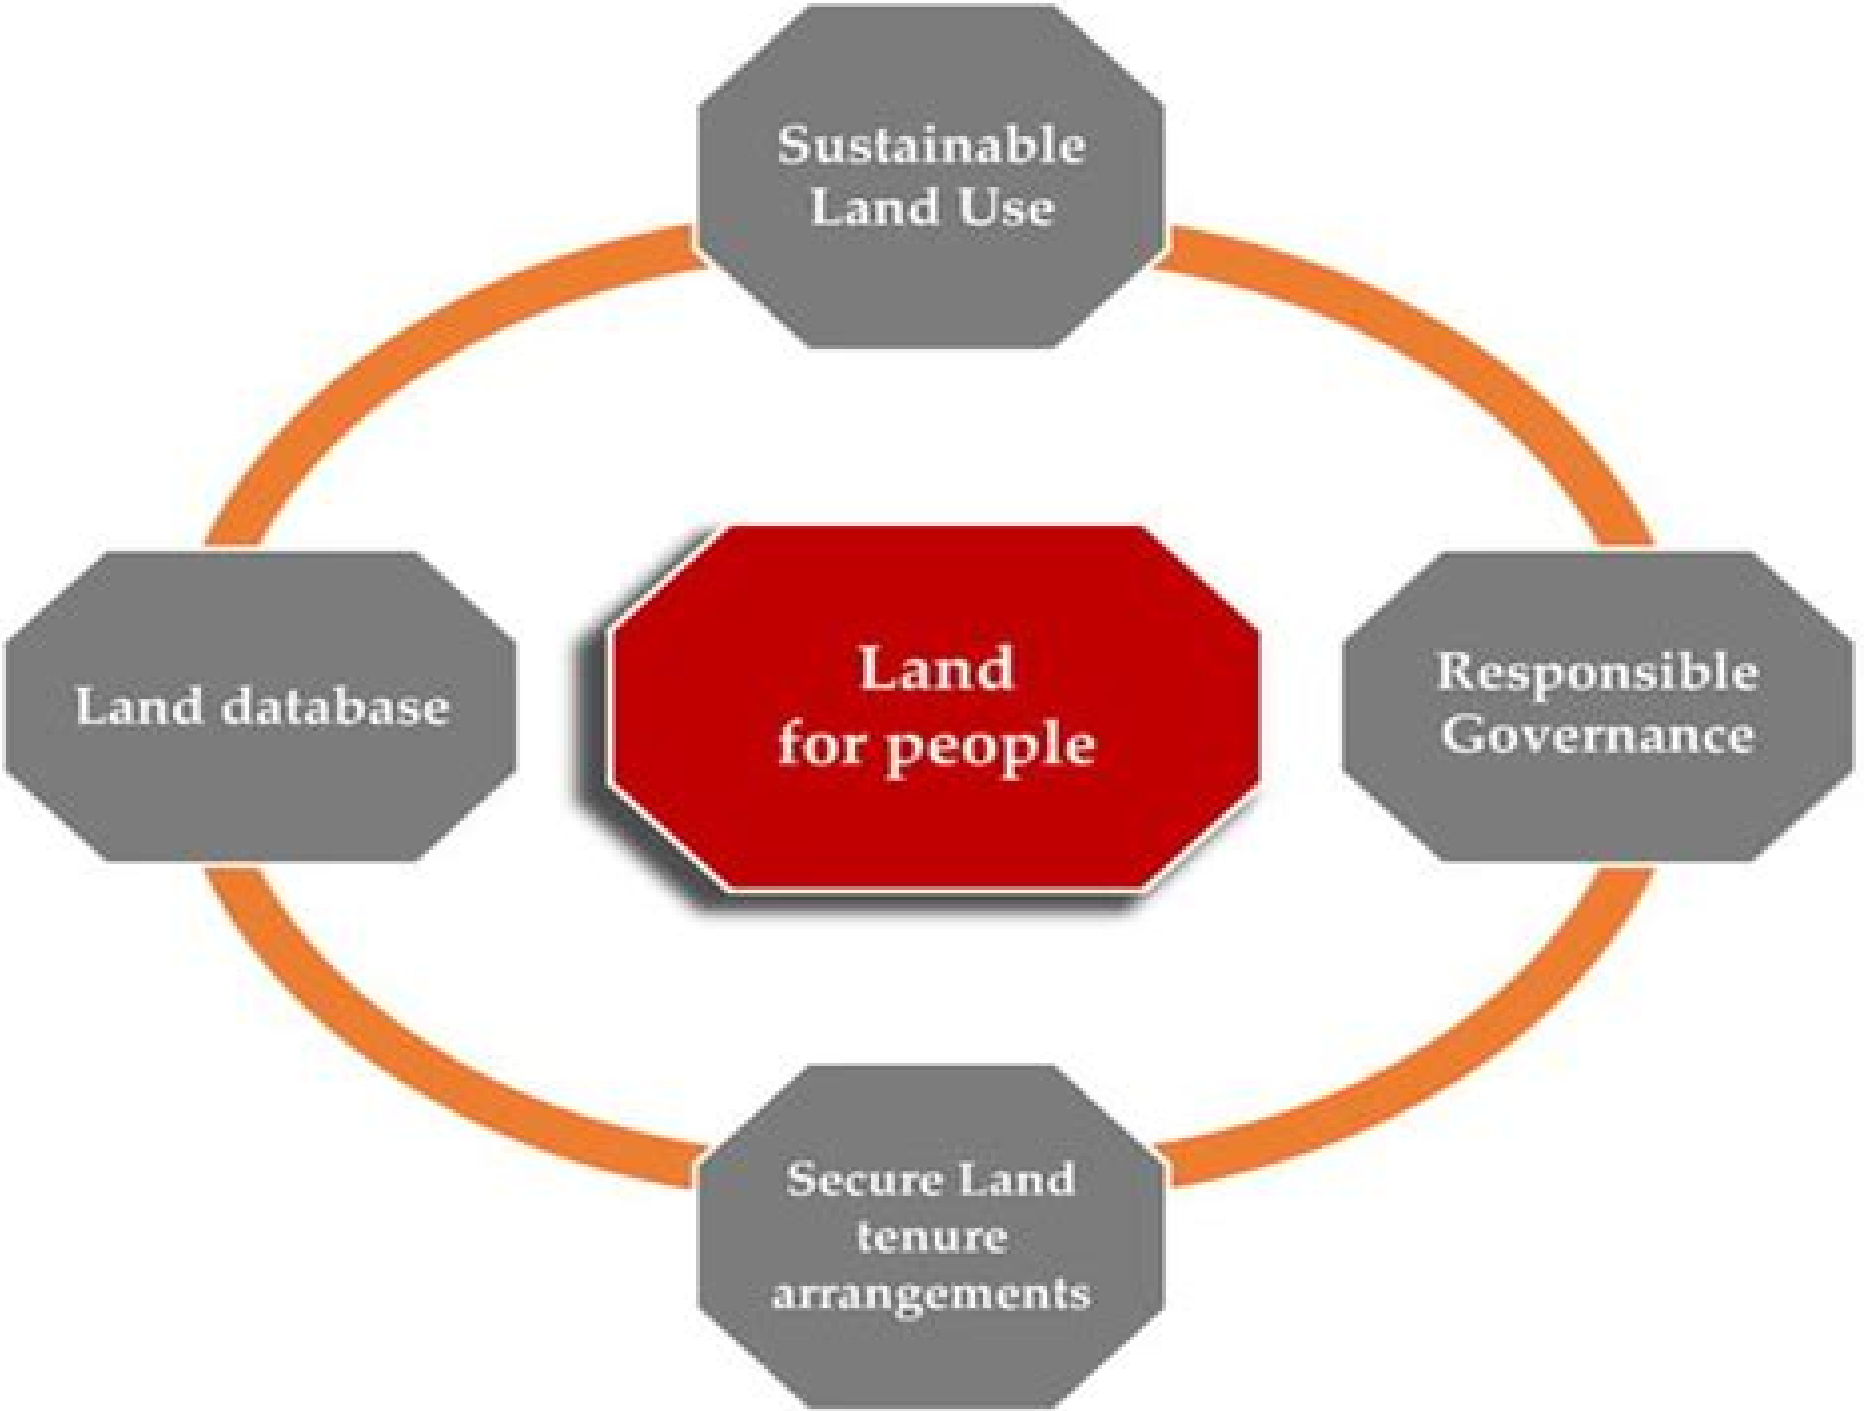 Sustainable
Land Use
Land database
Land
for people
Responsible
Governance
Secure Land
tenure
arrangements